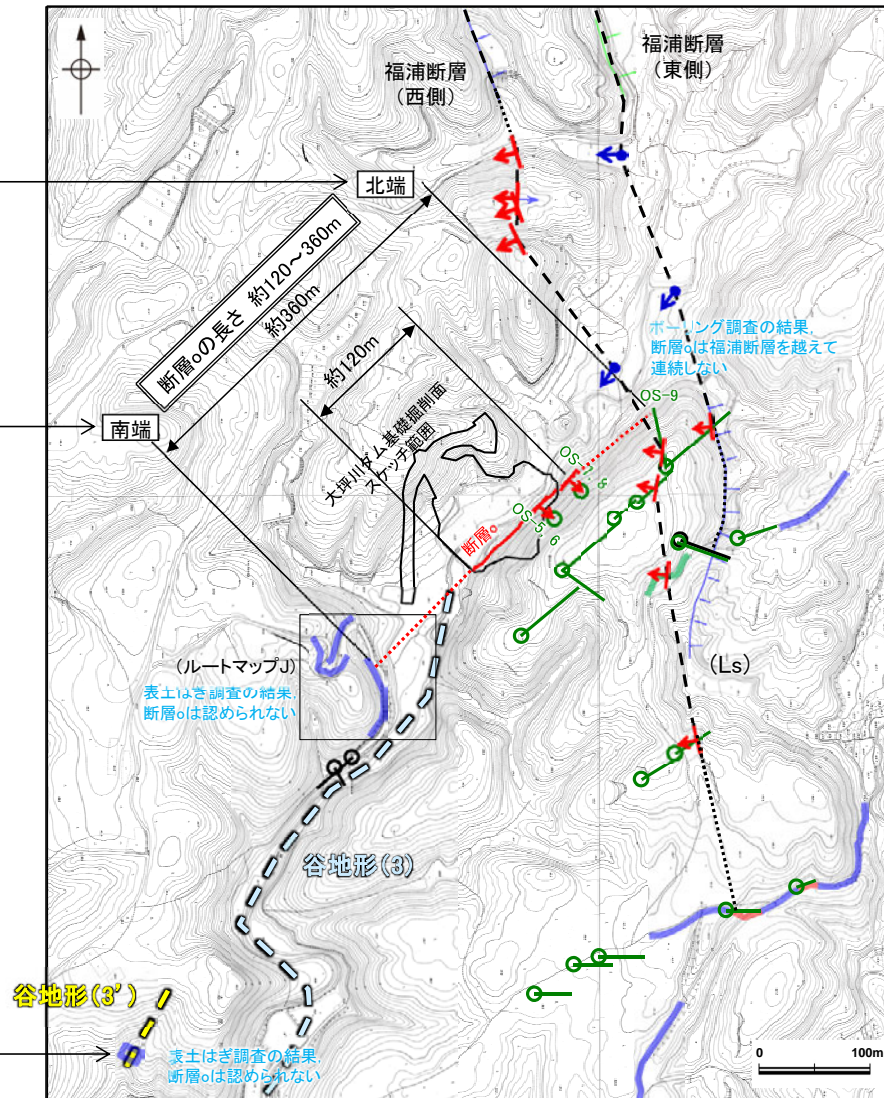 福浦断層
（西側）
福浦断層
（東側）
北端
断層oの長さ 約120～360m
約360m
約120m
大坪川ダム基礎掘削面
スケッチ範囲
ボーリング調査の結果,
断層oは福浦断層を越えて
連続しない
南端
OS-9
OS-7, 8
OS-5, 6
断層o
（ルートマップJ）
表土はぎ調査の結果,
断層oは認められない
(Ls)
谷地形(3)
谷地形(3’)
表土はぎ調査の結果,
断層oは認められない
0 100m